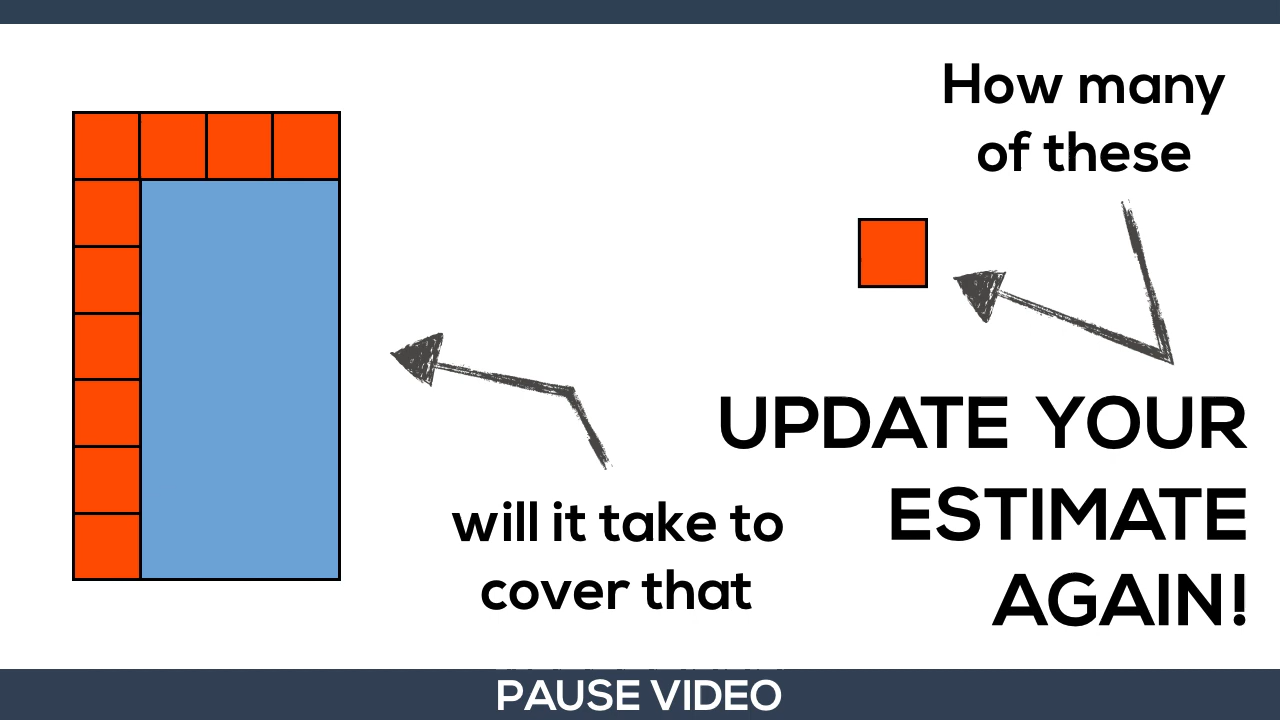 How many
of these
UPDATE YOUR
ESTIMATE
AGAIN!
will it take to
cover that
PAUSE VIDEO